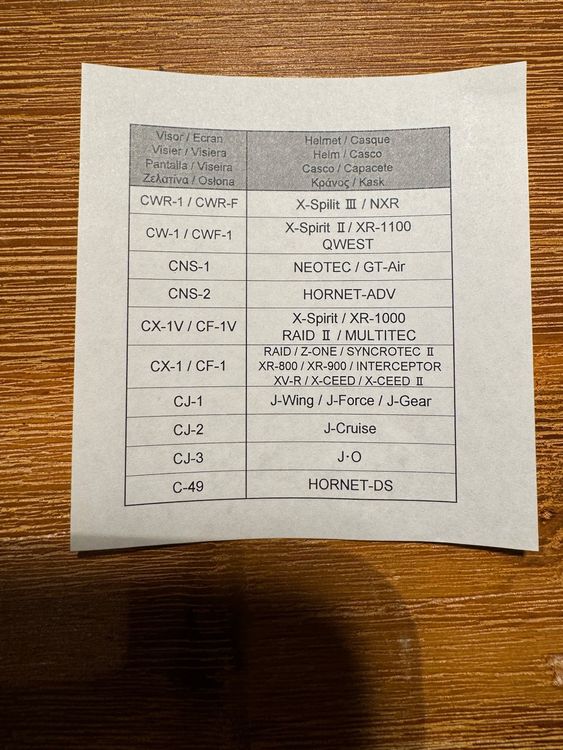 Visor / Ecran
Visier / Visiera
Pantalla / Viseira
Ζελατίνα / Osłona
Helmet / Casque
Helm / Casco
Casco / Capacete
Κράνος / Kask
CWR-1 / CWR-F
X-Spilit Ⅲ / NXR
CW-1 / CWF-1
X-Spirit Ⅱ / XR-1100
QWEST
CNS-1
NEOTEC / GT-Air
CNS-2
HORNET-ADV
CX-1V / CF-1V
X-Spirit / XR-1000
RAID Ⅱ / MULTITEC
CX-1 / CF-1
RAID / Z-ONE / SYNCROTEC Ⅱ
XR-800 / XR-900 / INTERCEPTOR
XV-R / X-CEED / X-CEED Ⅱ
CJ-1
J-Wing / J-Force / J-Gear
CJ-2
J-Cruise
CJ-3
J･O
C-49
HORNET-DS